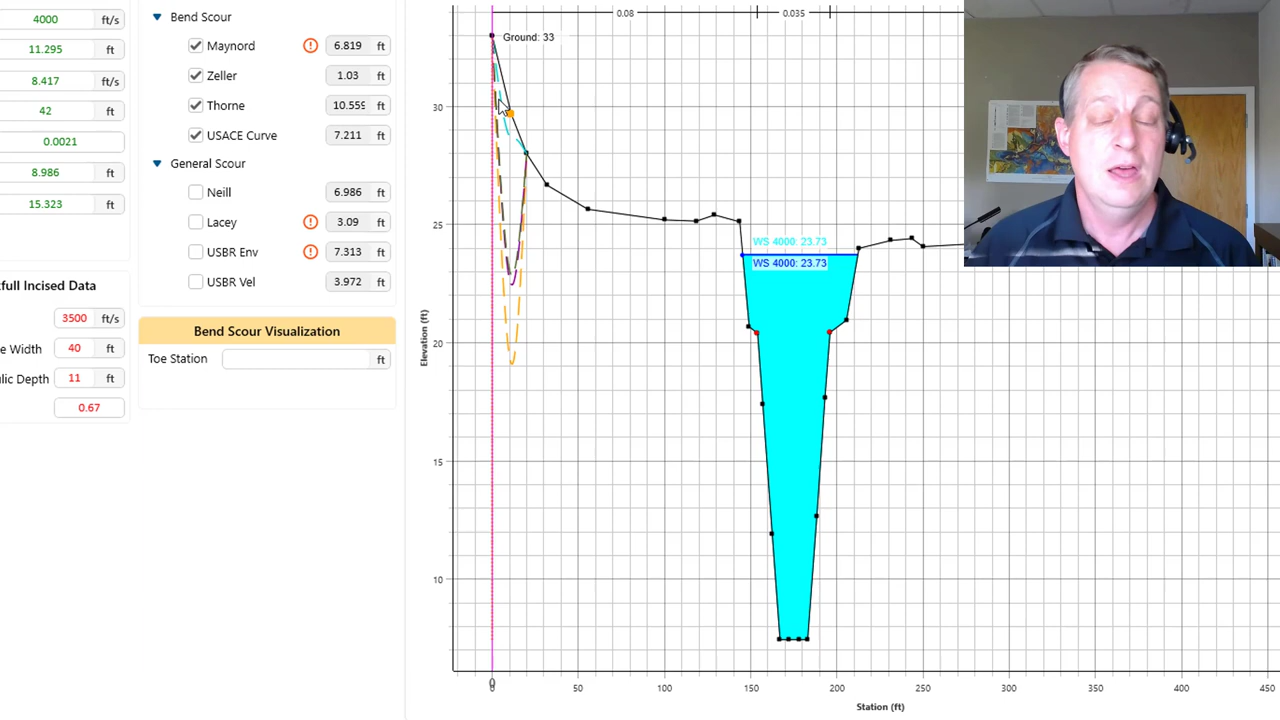 4000 ft/s
11.295 ft
8.417 ft/s
42 ft
0.0021
8.986 ft
15.323 ft
kfull Incised Data
3500 ft/s
e Width 40 ft
lic Depth 11 ft
0.67
Bend Scour
Maynord 6.819 ft
Zeller 1.03 ft
Thorne 10.559 ft
USACE Curve 7.211 ft
General Scour
Neill 6.986 ft
Lacey 3.09 ft
USBR Env 7.313 ft
USBR Vel 3.972 ft
Bend Scour Visualization
Toe Station ft
0.08 0.035
Ground: 33
WS 4000: 23.73
WS 4000: 23.73
Elevation (ft)
30
25
20
15
10
0 50 100 150 200 250 300 350 400 450
Station (ft)